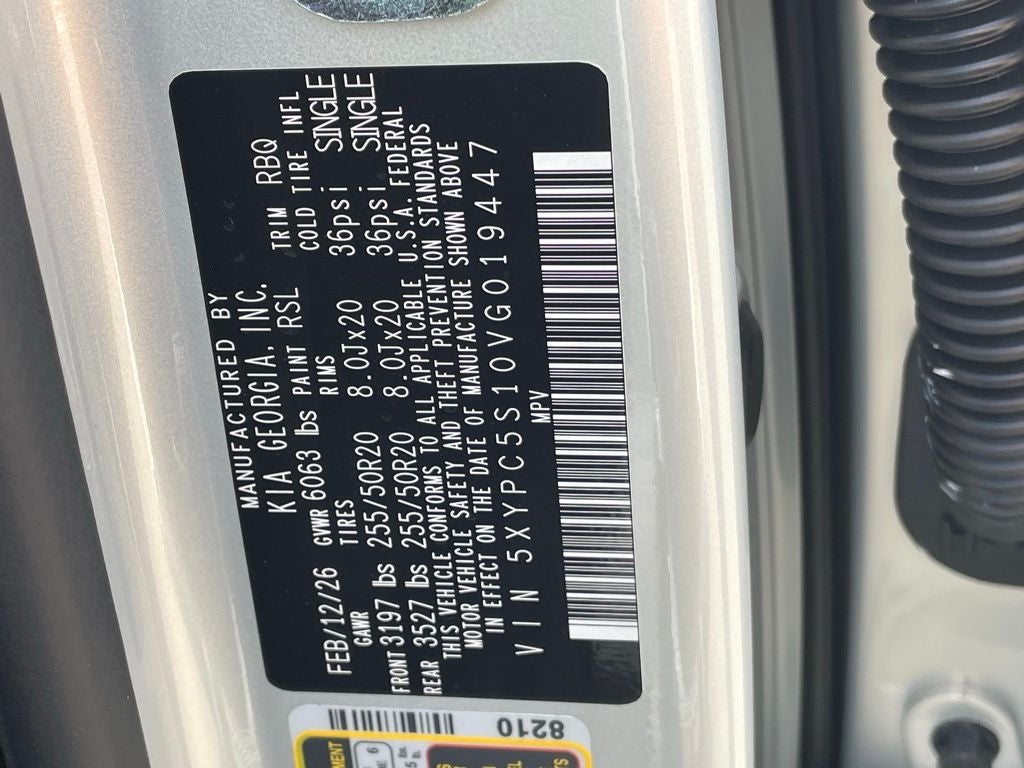 MANUFACTURED BY
KIA GEORGIA, INC.
FEB/12/26 GVWR 6063 lbs PAINT RSL TRIM RBQ
GAWR TIRES RIMS COLD TIRE INFL
FRONT 3197 lbs 255/50R20 8.0Jx20 36psi SINGLE
REAR 3527 lbs 255/50R20 8.0Jx20 36psi SINGLE
THIS VEHICLE CONFORMS TO ALL APPLICABLE U.S.A. FEDERAL
MOTOR VEHICLE SAFETY AND THEFT PREVENTION STANDARDS
IN EFFECT ON THE DATE OF MANUFACTURE SHOWN ABOVE
VIN 5XYPC5S10VG019447
MPV
8210
6